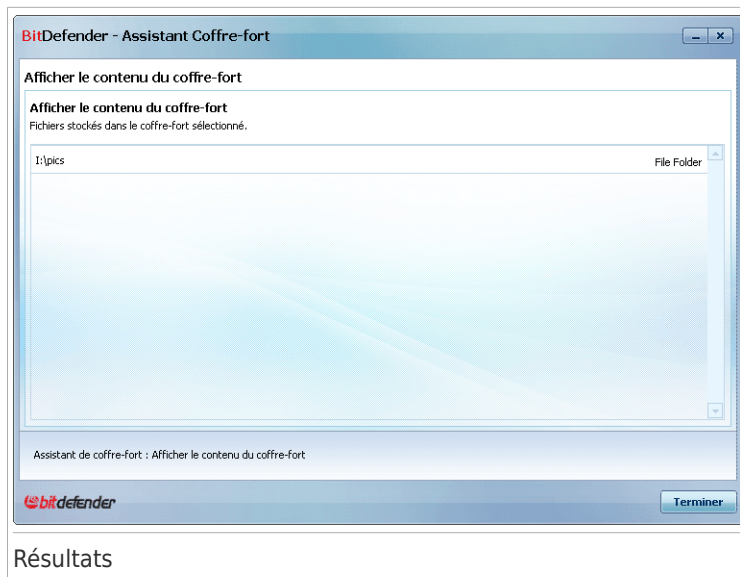 BitDefender - Assistant Coffre-fort
Afficher le contenu du coffre-fort
Afficher le contenu du coffre-fort
Fichiers stockés dans le coffre-fort sélectionné.
I:\pics File Folder
Assistant de coffre-fort : Afficher le contenu du coffre-fort
bitdefender Terminer
Résultats